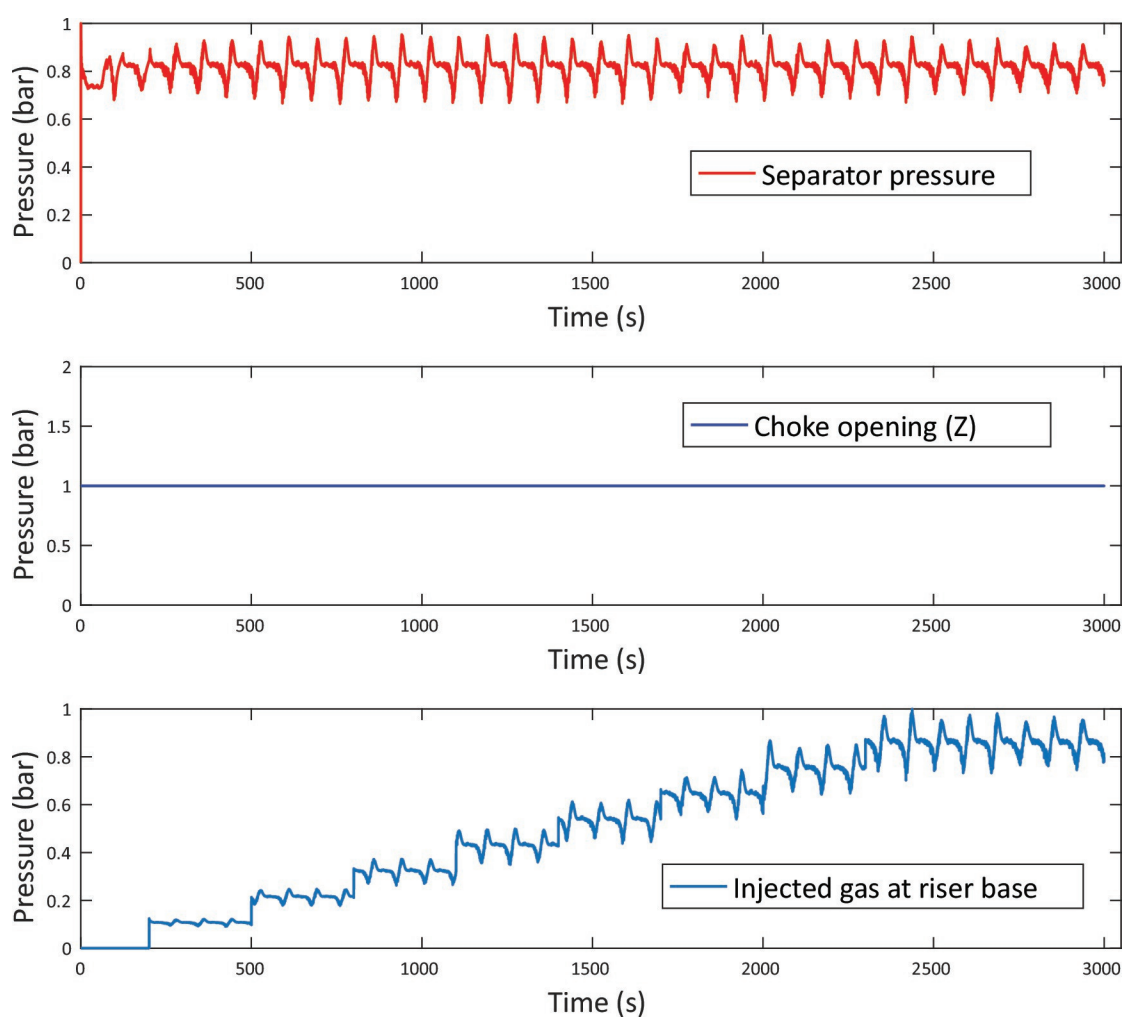 Pressure (bar)
1
0.8
0.6
0.4
0.2
0
Separator pressure
0 500 1000 1500 2000 2500 3000
Time (s)
Pressure (bar)
2
1.5
1
0.5
0
Choke opening (Z)
0 500 1000 1500 2000 2500 3000
Time (s)
Pressure (bar)
1
0.8
0.6
0.4
0.2
0
Injected gas at riser base
0 500 1000 1500 2000 2500 3000
Time (s)